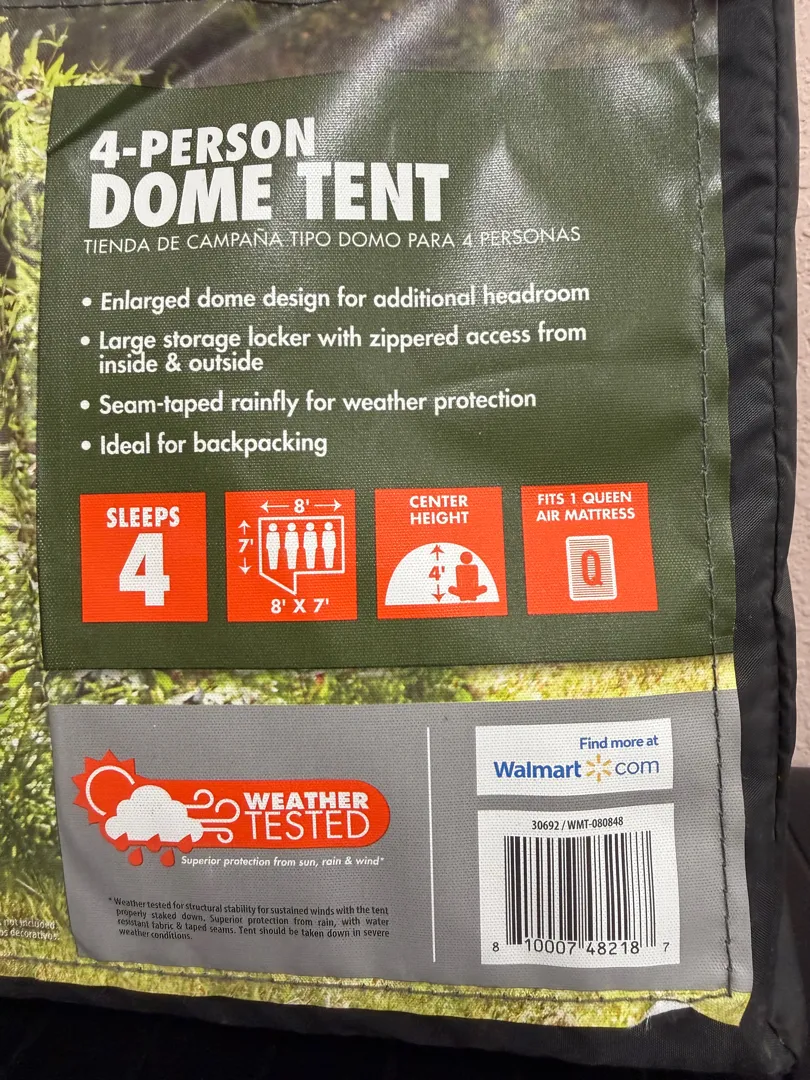 4-PERSON
DOME TENT
TIENDA DE CAMPAÑA TIPO DOMO PARA 4 PERSONAS
• Enlarged dome design for additional headroom
• Large storage locker with zippered access from
inside & outside
• Seam-taped rainfly for weather protection
• Ideal for backpacking
SLEEPS
4
8'
7'
8' X 7'
CENTER
HEIGHT
4'
FITS 1 QUEEN
AIR MATTRESS
Q
WEATHER
TESTED
Superior protection from sun, rain & wind*
* Weather tested for structural stability for sustained winds with the tent
properly staked down. Superior protection from rain, with water
resistant fabric & taped seams. Tent should be taken down in severe
weather conditions.
Find more at
Walmart com
30692 / WMT-080848
8 10007 48218 7
not included
decorativos.